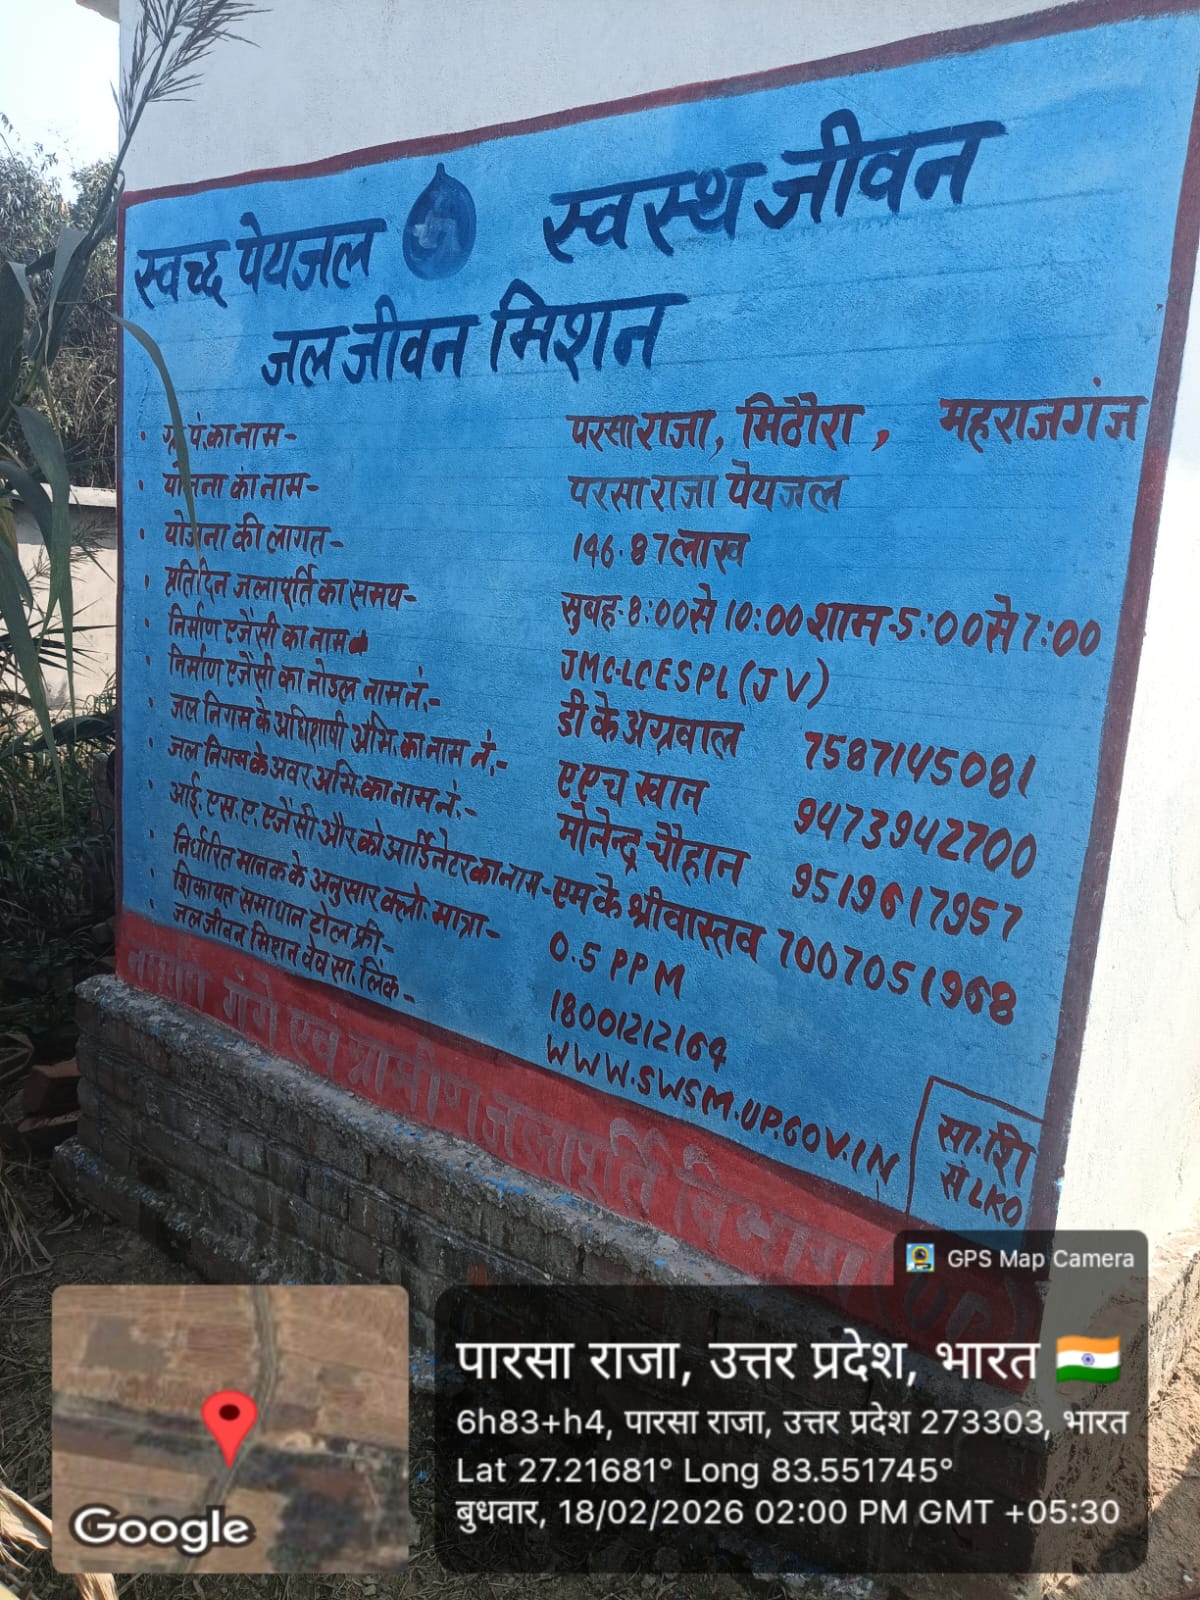 स्वच्छ पेयजल स्वस्थ जीवन
जल जीवन मिशन
• ग्रा. पं. का नाम- परसा राजा, मिठौरा, महराजगंज
• योजना का नाम- परसा राजा पेयजल
• योजना की लागत- 146.87 लाख
• प्रतिदिन जलापूर्ति का समय- सुबह-8:00 से 10:00 शाम-5:00 से 7:00
• निर्माण एजेंसी का नाम JMC-LCESPL(JV)
• निर्माण एजेंसी का नोडल नाम नं.- डी के अग्रवाल 7587145081
• जल निगम के अधिशाषी अभि. का नाम नं.- ए एच खान 9473942700
• जल निगम के अवर अभि. का नाम नं.- मोनेन्द्र चौहान 9519617957
• आई. एस. ए. एजेंसी और कोआर्डिनेटर का नाम- एम के श्रीवास्तव 7007051968
• निर्धारित मानक के अनुसार क्लो. मात्रा- 0.5 PPM
• शिकायत समाधान टोल फ्री- 18001212164
• जल जीवन मिशन वेव सा. लिंक- WWW.SWSM.UP.GOV.IN
सा. शि
से LKO
नमामि गंगे एवं ग्रामीण जलापूर्ति विभाग (UP)
GPS Map Camera
पारसा राजा, उत्तर प्रदेश, भारत
6h83+h4, पारसा राजा, उत्तर प्रदेश 273303, भारत
Lat 27.21681° Long 83.551745°
बुधवार, 18/02/2026 02:00 PM GMT +05:30
Google